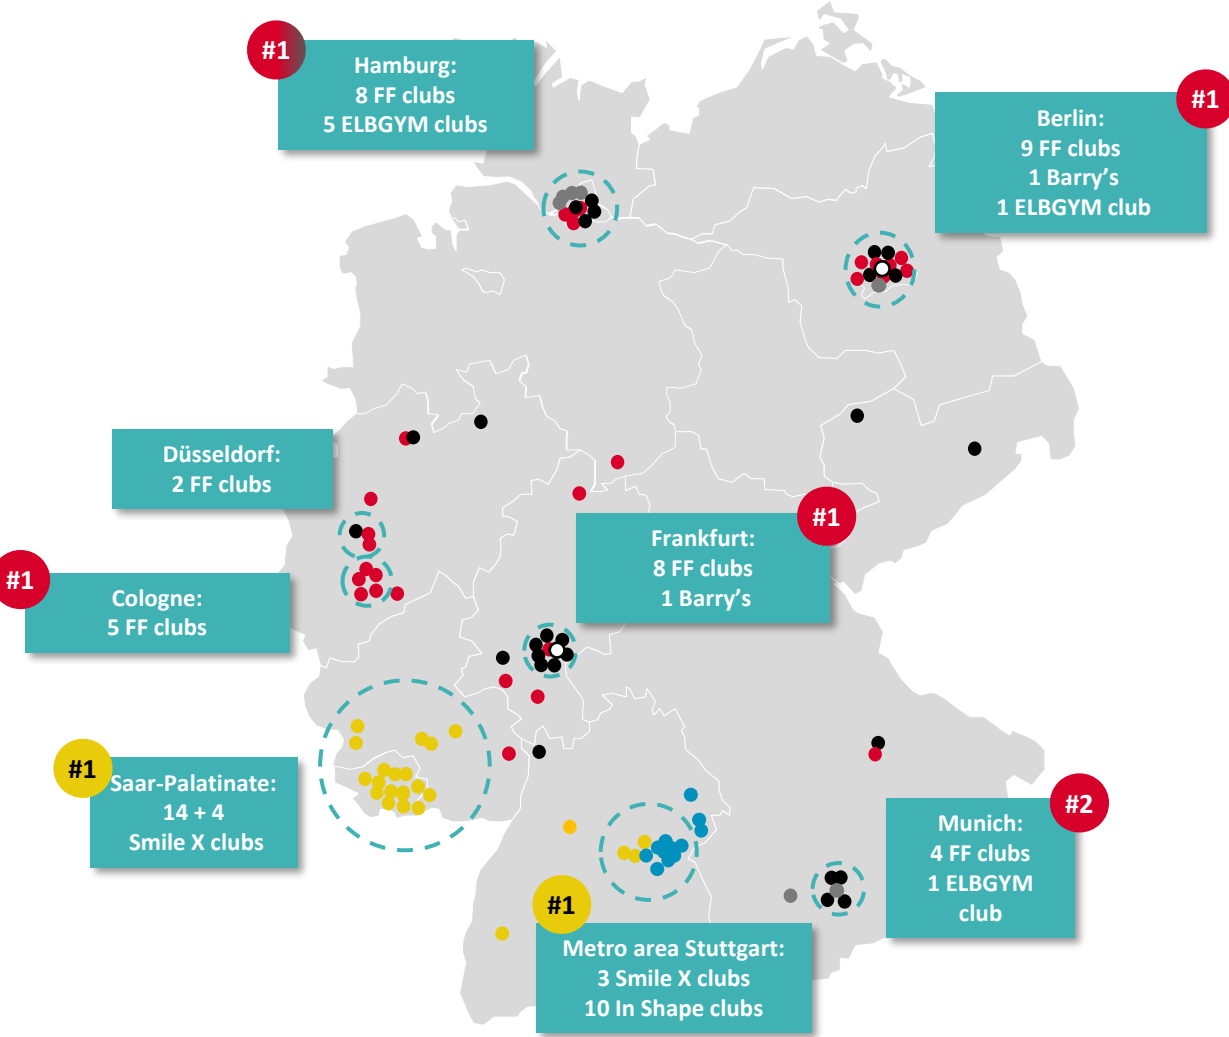 #1
Hamburg:
8 FF clubs
5 ELBGYM clubs
#1
Berlin:
9 FF clubs
1 Barry's
1 ELBGYM club
Düsseldorf:
2 FF clubs
#1
Frankfurt:
8 FF clubs
1 Barry's
#1
Cologne:
5 FF clubs
#1
Saar-Palatinate:
14 + 4
Smile X clubs
#2
Munich:
4 FF clubs
1 ELBGYM
club
#1
Metro area Stuttgart:
3 Smile X clubs
10 In Shape clubs